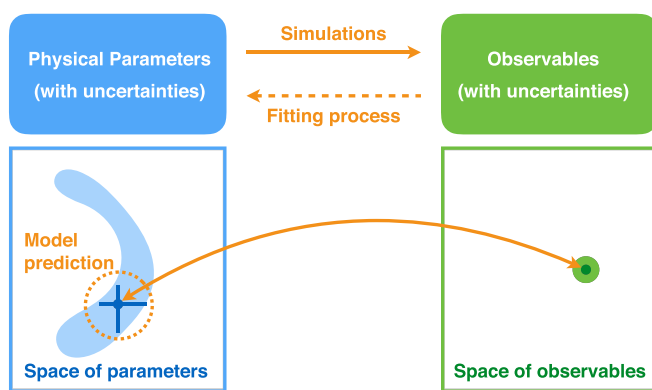 Physical Parameters
(with uncertainties)
Simulations
Fitting process
Observables
(with uncertainties)
Model
prediction
Space of parameters
Space of observables